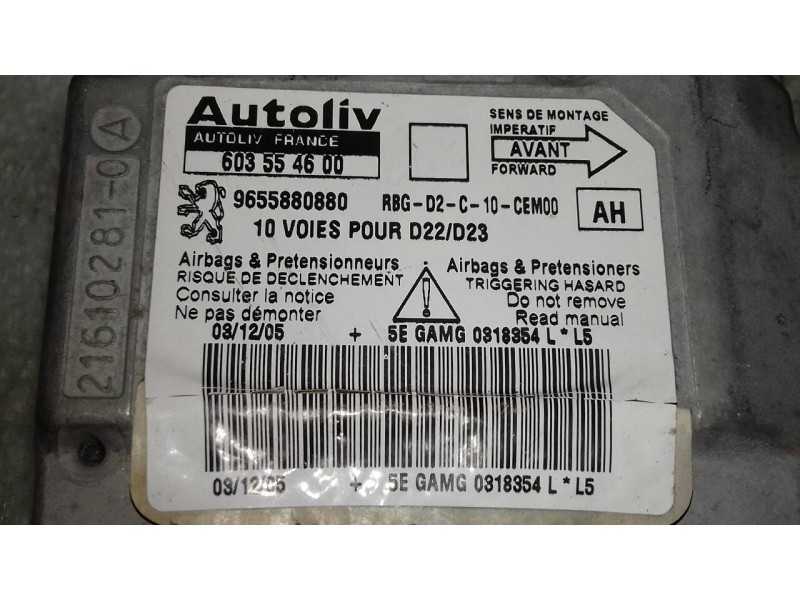 Autoliv
AUTOLIV FRANCE
603 55 46 00
SENS DE MONTAGE
IMPERATIF
AVANT
FORWARD
9655880880 RBG-D2-C-10-CEM00 AH
10 VOIES POUR D22/D23
Airbags & Pretensionneurs
RISQUE DE DECLENCHEMENT
Consulter la notice
Ne pas démonter
Airbags & Pretensioners
TRIGGERING HASARD
Do not remove
Read manual
03/12/05 + 5E GAMG 0318354 L * L5
03/12/05 + 5E GAMG 0318354 L * L5
21610281-0 A